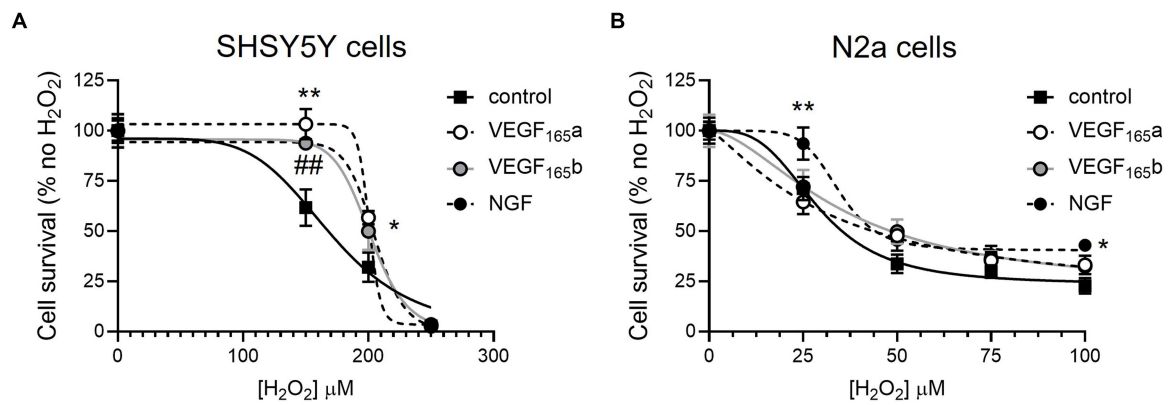 A
SHSY5Y cells
Cell survival (% no H₂O₂)
125
100
75
50
25
0
0
100
200
300
[H₂O₂] μM
**
##
*
control
VEGF₁₆₅a
VEGF₁₆₅b
NGF
B
N2a cells
Cell survival (% no H₂O₂)
125
100
75
50
25
0
0
25
50
75
100
[H₂O₂] μM
**
*
control
VEGF₁₆₅a
VEGF₁₆₅b
NGF